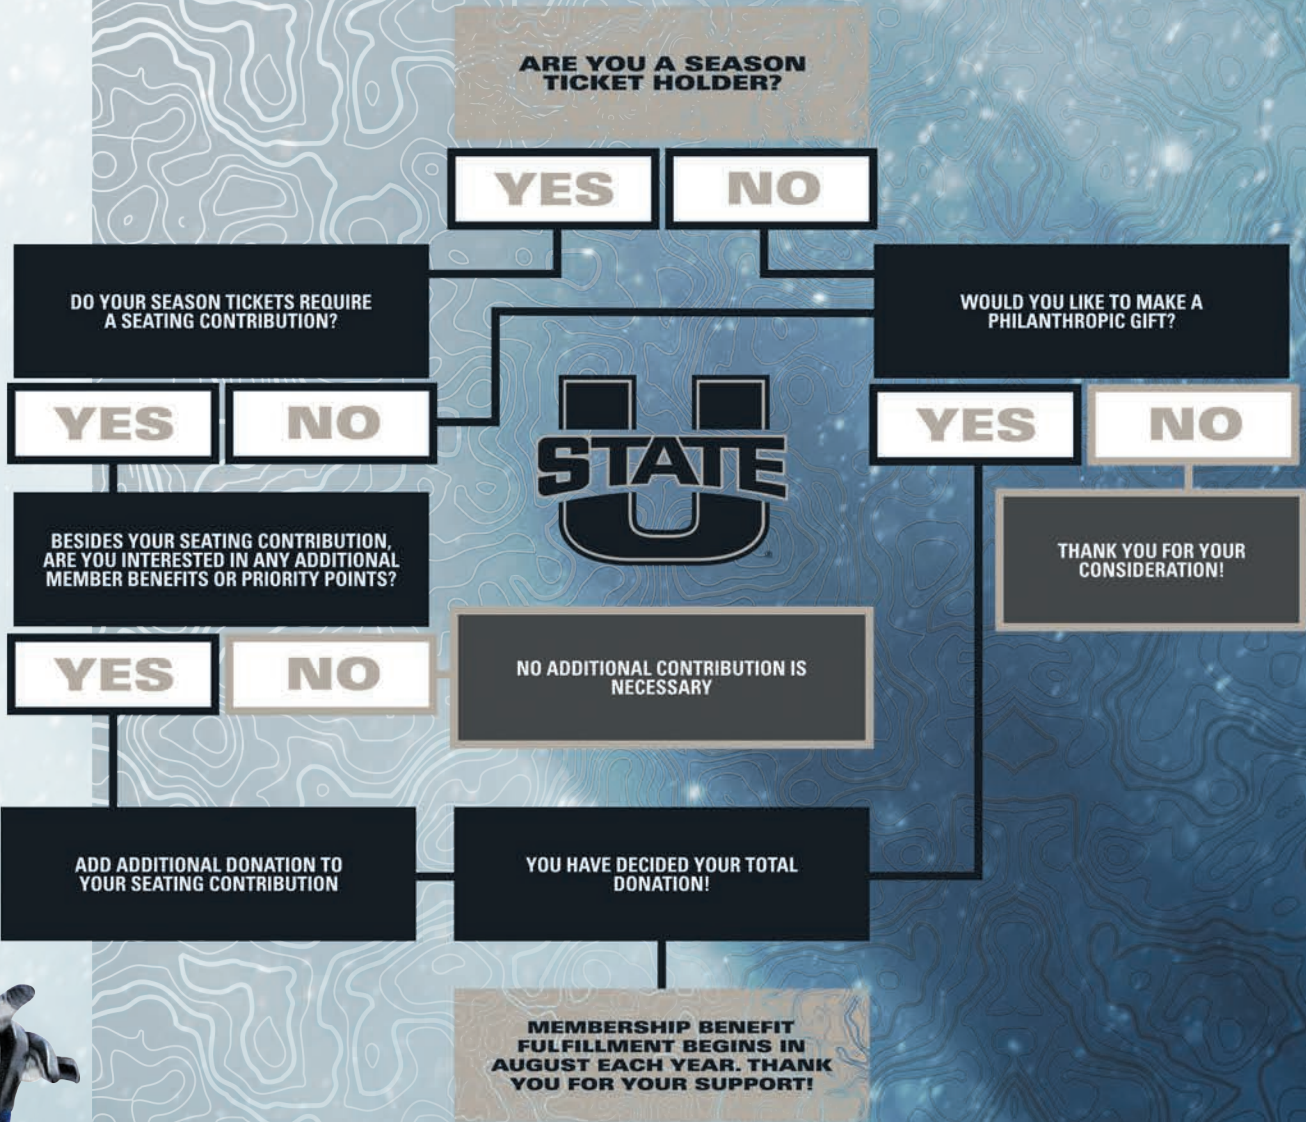 ARE YOU A SEASON
TICKET HOLDER?
YES
NO
DO YOUR SEASON TICKETS REQUIRE
A SEATING CONTRIBUTION?
WOULD YOU LIKE TO MAKE A
PHILANTHROPIC GIFT?
YES
NO
YES
NO
STATE
U
BESIDES YOUR SEATING CONTRIBUTION,
ARE YOU INTERESTED IN ANY ADDITIONAL
MEMBER BENEFITS OR PRIORITY POINTS?
THANK YOU FOR YOUR
CONSIDERATION!
YES
NO
NO ADDITIONAL CONTRIBUTION IS
NECESSARY
ADD ADDITIONAL DONATION TO
YOUR SEATING CONTRIBUTION
YOU HAVE DECIDED YOUR TOTAL
DONATION!
MEMBERSHIP BENEFIT
FULFILLMENT BEGINS IN
AUGUST EACH YEAR. THANK
YOU FOR YOUR SUPPORT!